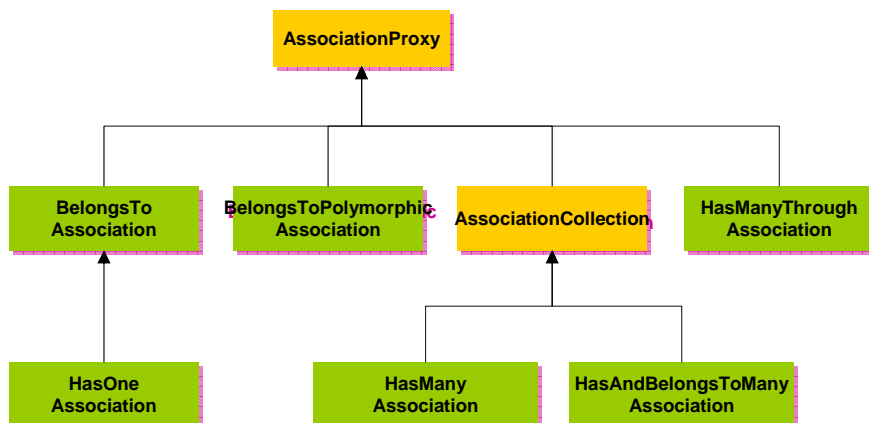 AssociationProxy
BelongsTo
Association
BelongsToPolymorphic
Association
AssociationCollection
HasManyThrough
Association
HasOne
Association
HasMany
Association
HasAndBelongsToMany
Association